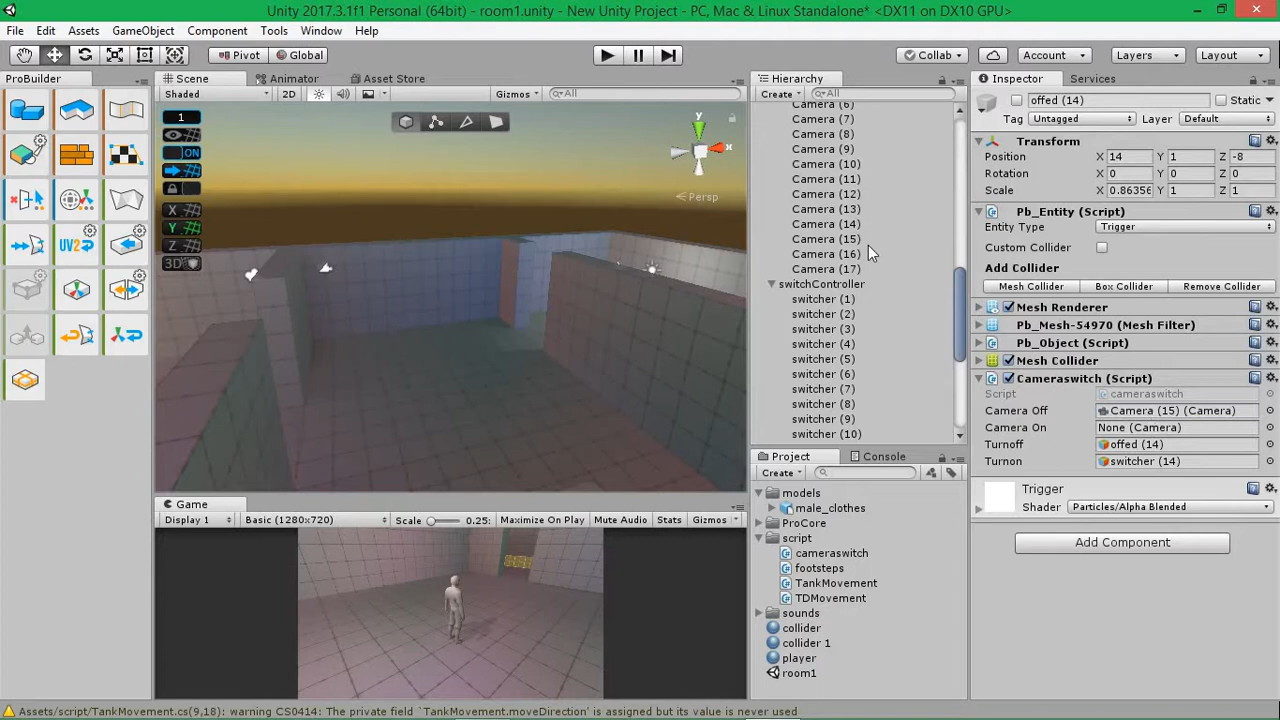 Unity 2017.3.1f1 Personal (64bit) - room1.unity - New Unity Project - PC, Mac & Linux Standalone* <DX11 on DX10 GPU>
File Edit Assets GameObject Component Tools Window Help
Pivot Global Collab Account Layers Layout
ProBuilder
Scene Animator Asset Store
Shaded 2D Gizmos All
1
ON
X
Y
Z
3D
UV2
y
x
Persp
Game
Display 1 Basic (1280x720) Scale 0.25: Maximize On Play Mute Audio Stats Gizmos
Hierarchy
Create All
Camera (6)
Camera (7)
Camera (8)
Camera (9)
Camera (10)
Camera (11)
Camera (12)
Camera (13)
Camera (14)
Camera (15)
Camera (16)
Camera (17)
switchController
switcher (1)
switcher (2)
switcher (3)
switcher (4)
switcher (5)
switcher (6)
switcher (7)
switcher (8)
switcher (9)
switcher (10)
Project Console
Create
models
male_clothes
ProCore
script
cameraswitch
footsteps
TankMovement
TDMovement
sounds
collider
collider 1
player
room1
Inspector Services
offed (14) Static
Tag Untagged Layer Default
Transform
Position X 14 Y 1 Z -8
Rotation X 0 Y 0 Z 0
Scale X 0.8635 Y 1 Z 1
Pb_Entity (Script)
Entity Type Trigger
Custom Collider
Add Collider
Mesh Collider Box Collider Remove Collider
Mesh Renderer
Pb_Mesh-54970 (Mesh Filter)
Pb_Object (Script)
Mesh Collider
Cameraswitch (Script)
Script cameraswitch
Camera Off Camera (15) (Camera)
Camera On None (Camera)
Turnoff offed (14)
Turnon switcher (14)
Trigger
Shader Particles/Alpha Blended
Add Component
Assets/script/TankMovement.cs(9,18): warning CS0414: The private field `TankMovement.moveDirection' is assigned but its value is never used